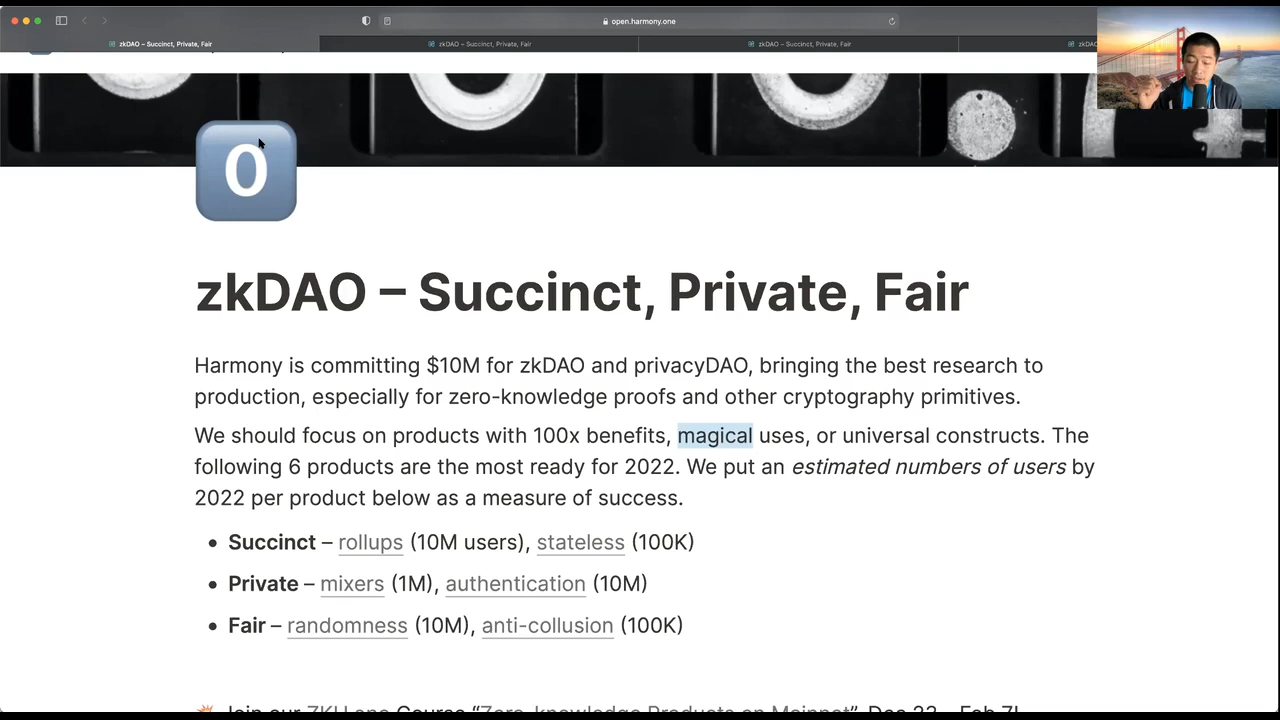 open.harmony.one
zkDAO – Succinct, Private, Fair
zkDAO – Succinct, Private, Fair
zkDAO – Succinct, Private, Fair
0
zkDAO – Succinct, Private, Fair
Harmony is committing $10M for zkDAO and privacyDAO, bringing the best research to
production, especially for zero-knowledge proofs and other cryptography primitives.
We should focus on products with 100x benefits, magical uses, or universal constructs. The
following 6 products are the most ready for 2022. We put an estimated numbers of users by
2022 per product below as a measure of success.
• Succinct – rollups (10M users), stateless (100K)
• Private – mixers (1M), authentication (10M)
• Fair – randomness (10M), anti-collusion (100K)